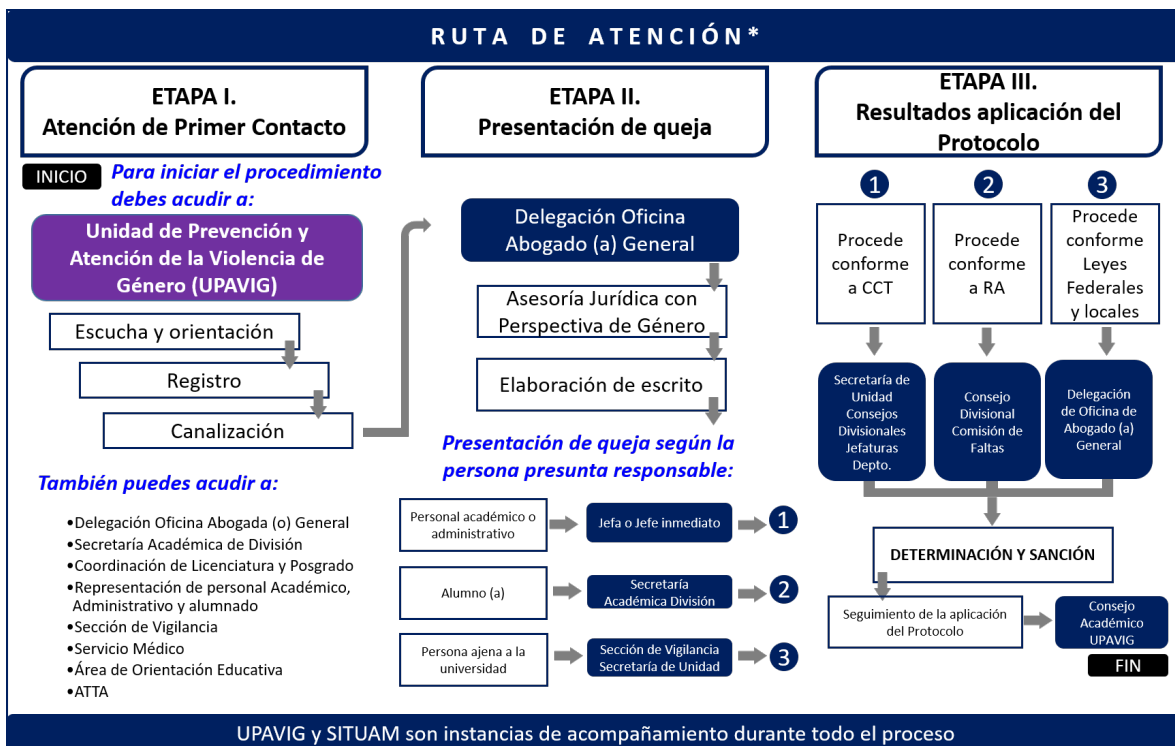 RUTA DE ATENCIÓN*
ETAPA I.
Atención de Primer Contacto
INICIO
Para iniciar el procedimiento
debes acudir a:
Unidad de Prevención y
Atención de la Violencia de
Género (UPAVIG)
Escucha y orientación
Registro
Canalización
También puedes acudir a:
•Delegación Oficina Abogada (o) General
•Secretaría Académica de División
•Coordinación de Licenciatura y Posgrado
•Representación de personal Académico,
Administrativo y alumnado
•Sección de Vigilancia
•Servicio Médico
•Área de Orientación Educativa
•ATTA
ETAPA II.
Presentación de queja
Delegación Oficina
Abogado (a) General
Asesoría Jurídica con
Perspectiva de Género
Elaboración de escrito
Presentación de queja según la
persona presunta responsable:
Personal académico o
administrativo
Jefa o Jefe inmediato
1
Alumno (a)
Secretaría
Académica División
2
Persona ajena a la
universidad
Sección de Vigilancia
Secretaría de Unidad
3
ETAPA III.
Resultados aplicación del
Protocolo
1
Procede
conforme
a CCT
Secretaría de
Unidad
Consejos
Divisionales
Jefaturas
Depto.
2
Procede
conforme
a RA
Consejo
Divisional
Comisión de
Faltas
3
Procede
conforme
Leyes
Federales
y locales
Delegación
de Oficina de
Abogado (a)
General
DETERMINACIÓN Y SANCIÓN
Seguimiento de la aplicación
del Protocolo
Consejo
Académico
UPAVIG
FIN
UPAVIG y SITUAM son instancias de acompañamiento durante todo el proceso